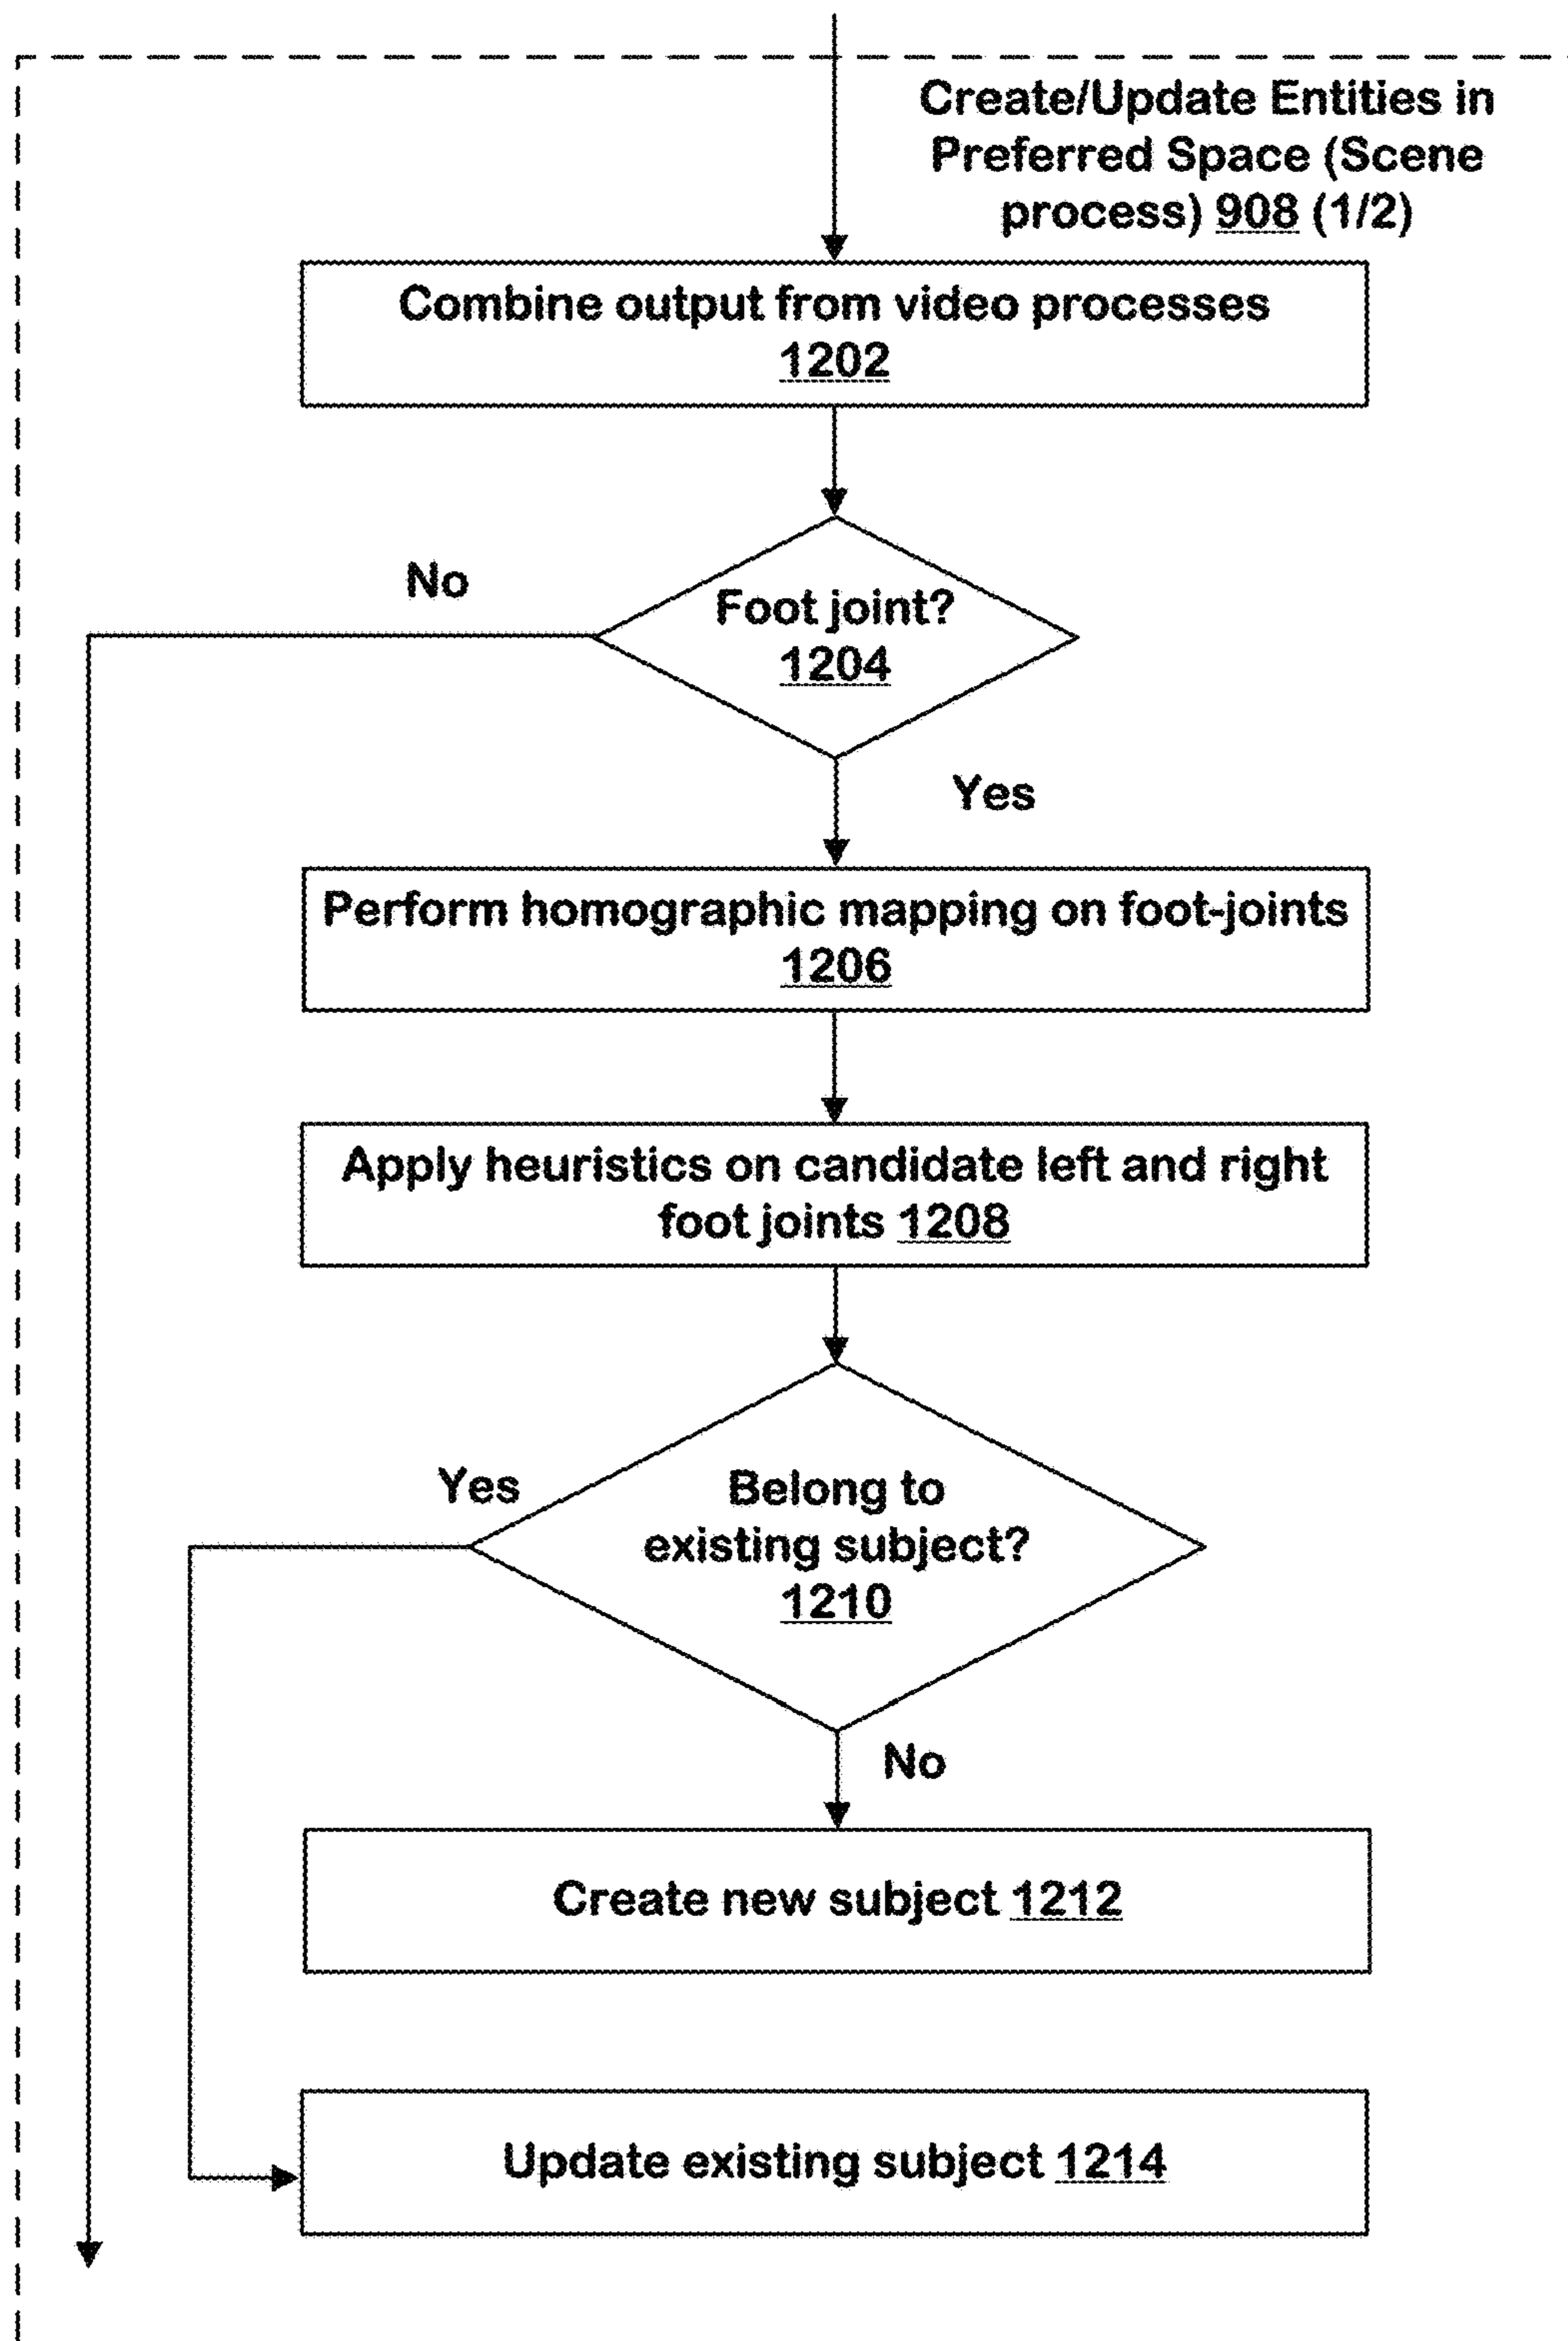 Create/Update Entities in
Preferred Space (Scene
process) 908 (1/2)
Combine output from video processes
1202
No
Foot joint?
1204
Yes
Perform homographic mapping on foot-joints
1206
Apply heuristics on candidate left and right
foot joints 1208
Yes
Belong to
existing subject?
1210
No
Create new subject 1212
Update existing subject 1214